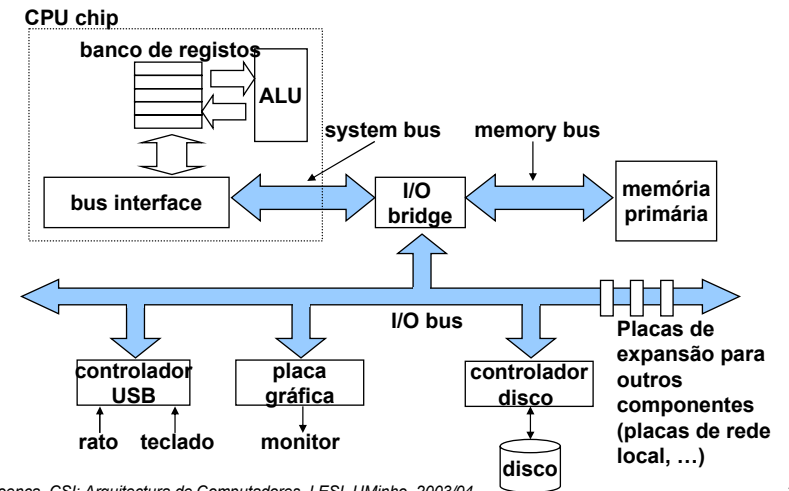 CPU chip
banco de registos
ALU
system bus
memory bus
bus interface
I/O
bridge
memória
primária
I/O bus
Placas de
expansão para
outros
componentes
(placas de rede
local, …)
controlador
USB
placa
gráfica
controlador
disco
rato
teclado
monitor
disco
CSI: Arquitectura de Computadores, LESI, UMinho, 2003/04